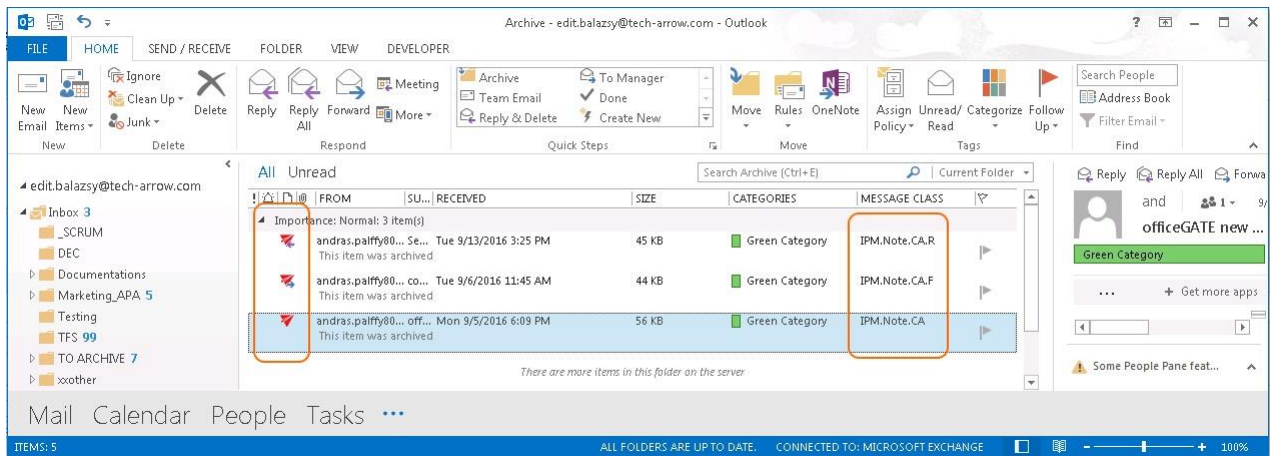 Archive - edit.balazsy@tech-arrow.com - Outlook
FILE HOME SEND / RECEIVE FOLDER VIEW DEVELOPER
New Email
New Items
Ignore
Clean Up
Junk
Delete
New
Delete
Reply
Reply All
Forward
Meeting
More
Respond
Archive
Team Email
Reply & Delete
To Manager
Done
Create New
Quick Steps
Move
Rules
OneNote
Move
Assign Policy
Unread/ Read
Categorize
Follow Up
Tags
Search People
Address Book
Filter Email
Find
edit.balazsy@tech-arrow.com
Inbox 3
_SCRUM
DEC
Documentations
Marketing_APA 5
Testing
TFS 99
TO ARCHIVE 7
xxother
All Unread
Search Archive (Ctrl+E)
Current Folder
! FROM SU... RECEIVED SIZE CATEGORIES MESSAGE CLASS
Importance: Normal: 3 item(s)
andras.palffy80... Se... Tue 9/13/2016 3:25 PM 45 KB Green Category IPM.Note.CA.R
This item was archived
andras.palffy80... co... Tue 9/6/2016 11:45 AM 44 KB Green Category IPM.Note.CA.F
This item was archived
andras.palffy80... off... Mon 9/5/2016 6:09 PM 56 KB Green Category IPM.Note.CA
This item was archived
There are more items in this folder on the server
Reply Reply All Forwa
and 1 9/
officeGATE new ...
Green Category
... + Get more apps
Some People Pane feat...
Mail Calendar People Tasks ...
ITEMS: 5 ALL FOLDERS ARE UP TO DATE. CONNECTED TO: MICROSOFT EXCHANGE 100%